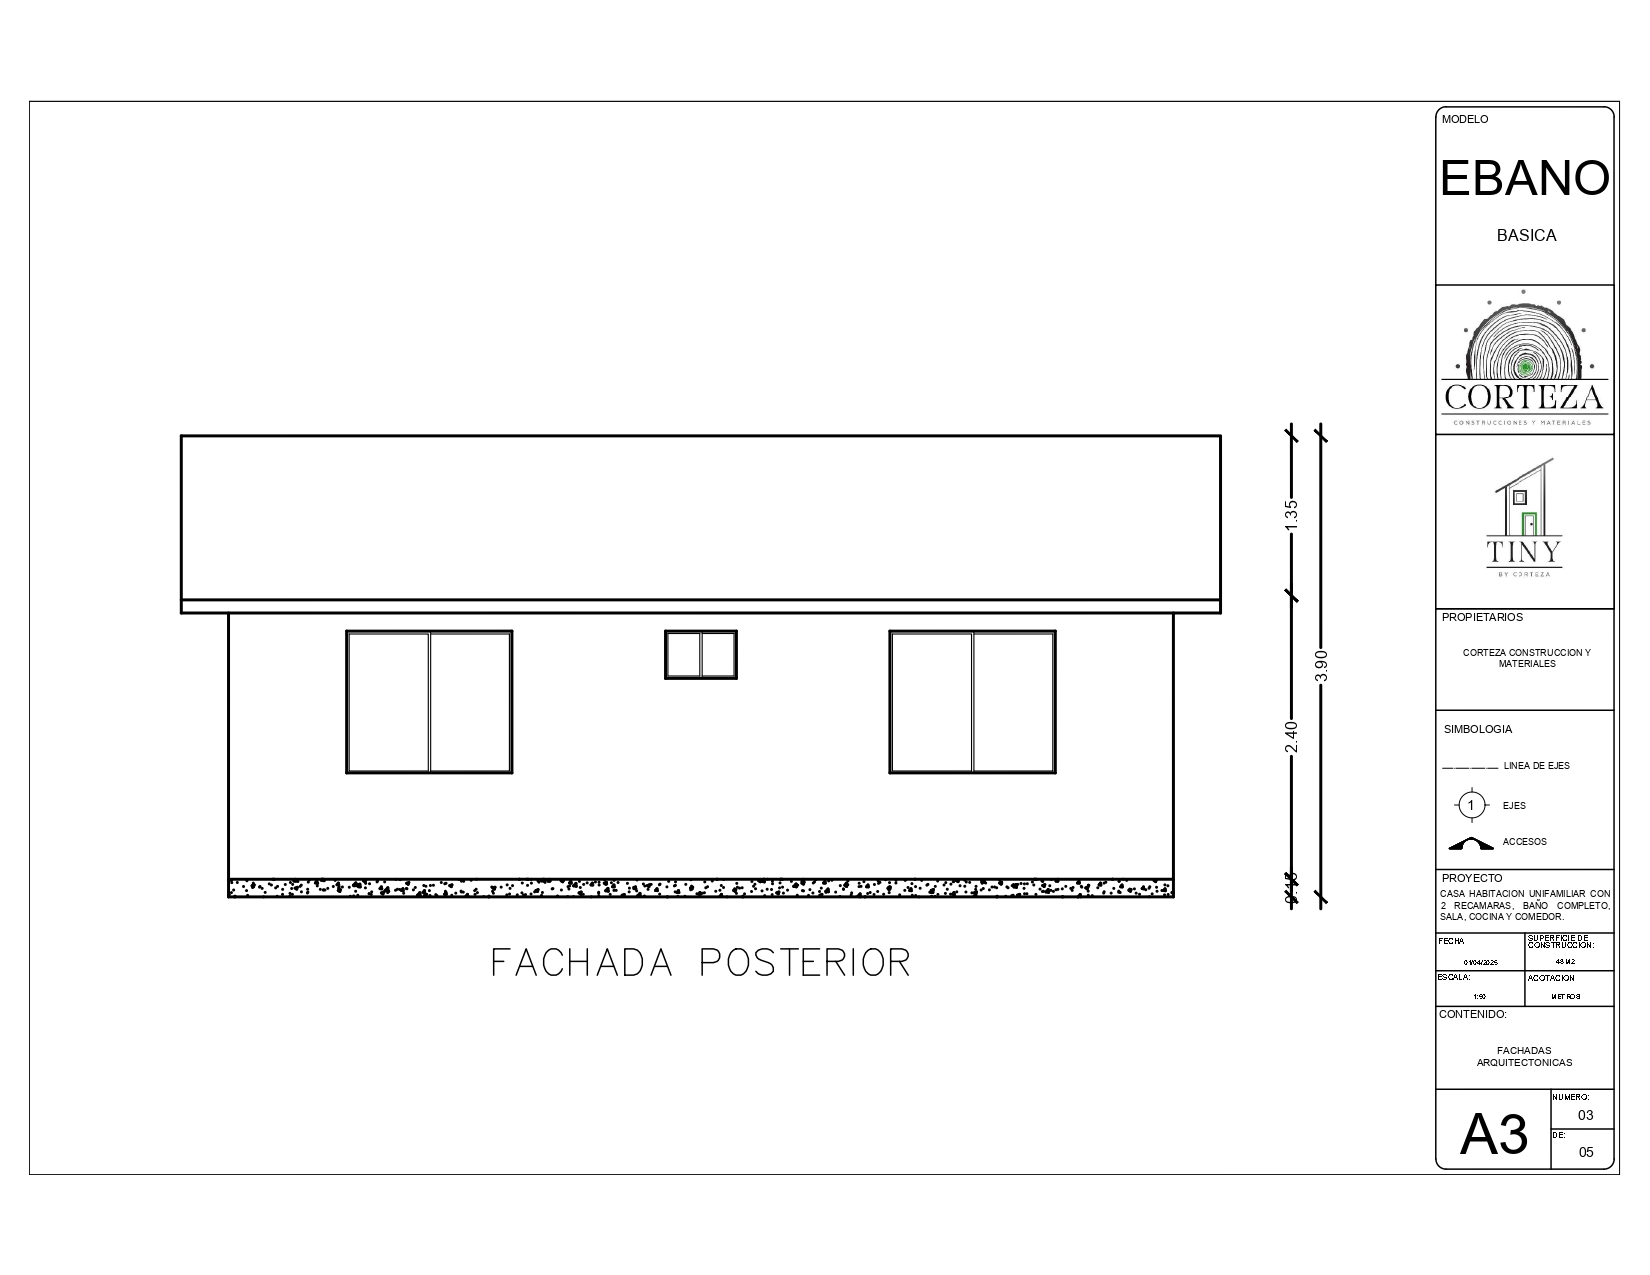 MODELO
EBANO
BASICA
CORTEZA
CONSTRUCCIONES Y MATERIALES
TINY
BY CORTEZA
PROPIETARIOS
CORTEZA CONSTRUCCION Y
MATERIALES
SIMBOLOGIA
LINEA DE EJES
1 EJES
ACCESOS
PROYECTO
CASA HABITACION UNIFAMILIAR CON
2 RECAMARAS, BAÑO COMPLETO,
SALA, COCINA Y COMEDOR.
FECHA
01/04/2025
SUPERFICIE DE
CONSTRUCCION:
48 M2
ESCALA:
1:50
ACOTACION
METROS
CONTENIDO:
FACHADAS
ARQUITECTONICAS
A3
NUMERO:
03
DE:
05
1.35
2.40
0.15
3.90
FACHADA POSTERIOR